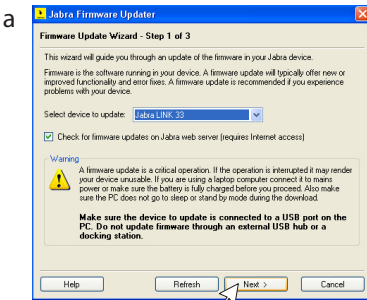 a
Jabra Firmware Updater
Firmware Update Wizard - Step 1 of 3
This wizard will guide you through an update of the firmware in your Jabra device.
Firmware is the software running in your device. A firmware update will typically offer new or
improved functionality and error fixes. A firmware update is recommended if you experience
problems with your device.
Select device to update: Jabra LINK 33
Check for firmware updates on Jabra web server (requires Internet access)
Warning
A firmware update is a critical operation. If the operation is interrupted it may render
your device unusable. If you are using a laptop computer connect it to mains
power or make sure the battery is fully charged before you proceed. Also make
sure the PC does not go to sleep or stand by mode during the download.
Make sure the device to update is connected to a USB port on the
PC. Do not update firmware through an external USB hub or a
docking station.
Help Refresh Next > Cancel